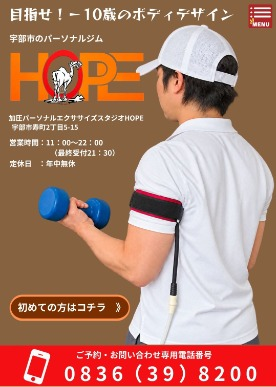 目指せ！－10歳のボディデザイン
MENU
宇部市のパーソナルジム
HOPE
加圧パーソナルエクササイズスタジオHOPE
宇部市寿町2丁目5-15
営業時間：11：00～22：00
（最終受付21：30）
定休日　：年中無休
初めての方はコチラ　》
ご予約・お問い合わせ専用電話番号
0836（39）8200